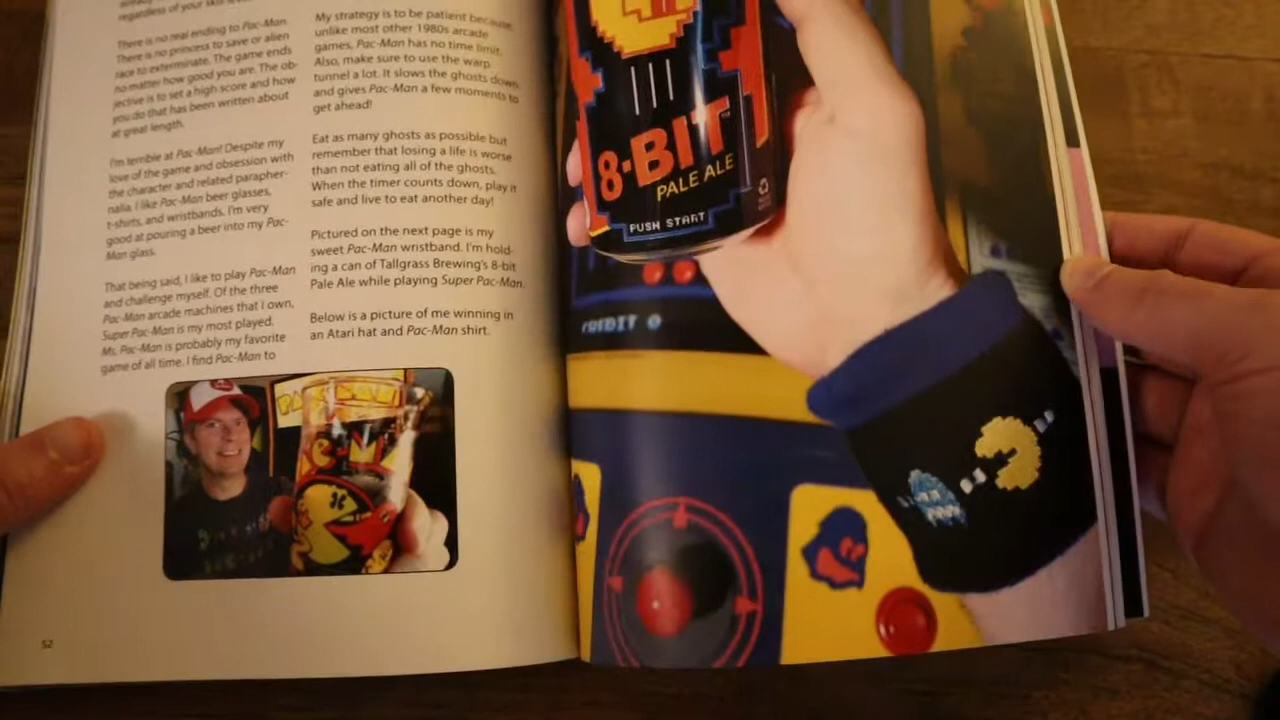 regardless of your skill
There is no real ending to Pac-Man
There is no princess to save or alien
race to exterminate. The game ends
no matter how good you are. The ob-
jective is to set a high score and how
you do that has been written about
at great length.
I'm terrible at Pac-Man! Despite my
love of the game and obsession with
the character and related parapher-
nalia. I like Pac-Man beer glasses,
t-shirts, and wristbands. I'm very
good at pouring a beer into my Pac-
Man glass.
That being said, I like to play Pac-Man
and challenge myself. Of the three
Pac-Man arcade machines that I own,
Super Pac-Man is my most played.
Ms. Pac-Man is probably my favorite
game of all time. I find Pac-Man to
My strategy is to be patient because
unlike most other 1980s arcade
games, Pac-Man has no time limit.
Also, make sure to use the warp
tunnel a lot. It slows the ghosts down
and gives Pac-Man a few moments to
get ahead!
Eat as many ghosts as possible but
remember that losing a life is worse
than not eating all of the ghosts.
When the timer counts down, play it
safe and live to eat another day!
Pictured on the next page is my
sweet Pac-Man wristband. I'm hold-
ing a can of Tallgrass Brewing's 8-bit
Pale Ale while playing Super Pac-Man.
Below is a picture of me winning in
an Atari hat and Pac-Man shirt.
52
8-BIT™
PALE ALE
PUSH START
CREDIT 0